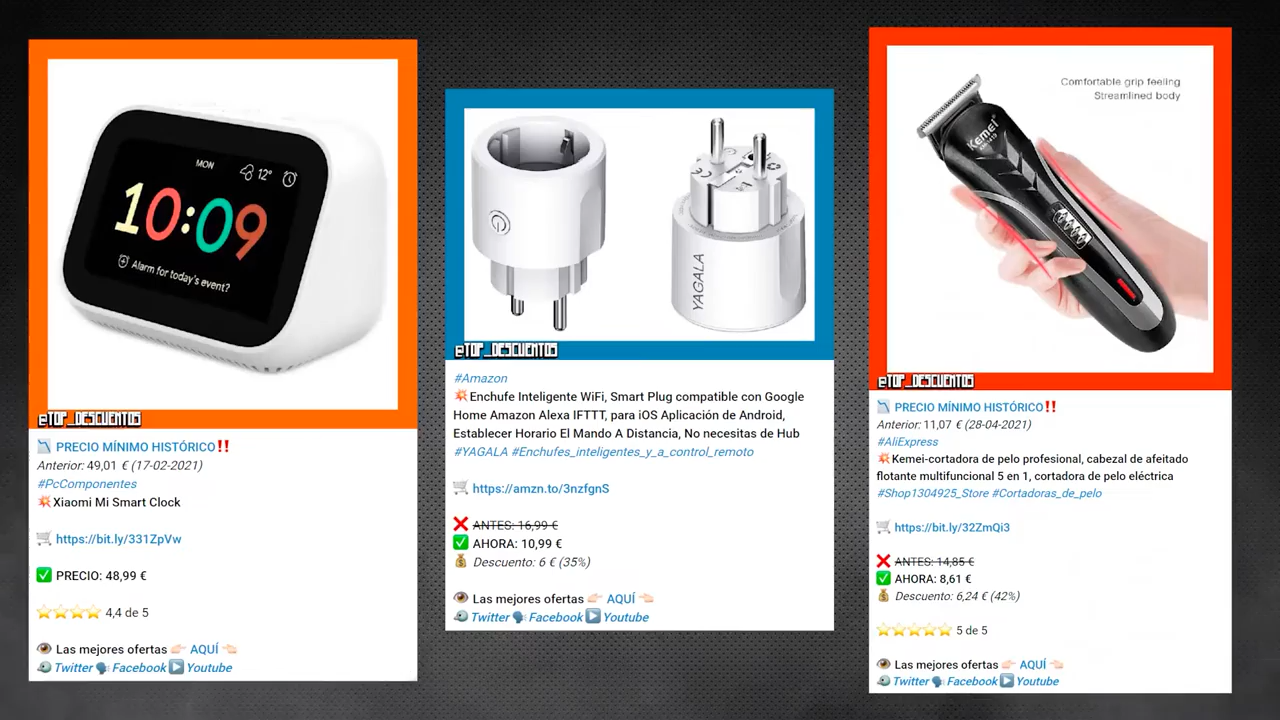 MON
12°
10:09
Alarm for today's event?
@TOP_DESCUENTOS
📉 PRECIO MÍNIMO HISTÓRICO‼️
Anterior: 49,01 € (17-02-2021)
#PcComponentes
💥Xiaomi Mi Smart Clock
🛒 https://bit.ly/331ZpVw
✅ PRECIO: 48,99 €
⭐⭐⭐⭐ 4,4 de 5
👁 Las mejores ofertas 👉🏻 AQUÍ 👈🏻
Twitter 🗣 Facebook ▶️ Youtube
YAGALA
@TOP_DESCUENTOS
#Amazon
💥Enchufe Inteligente WiFi, Smart Plug compatible con Google
Home Amazon Alexa IFTTT, para iOS Aplicación de Android,
Establecer Horario El Mando A Distancia, No necesitas de Hub
#YAGALA #Enchufes_inteligentes_y_a_control_remoto
🛒 https://amzn.to/3nzfgnS
❌ ANTES: 16,99 €
✅ AHORA: 10,99 €
💰 Descuento: 6 € (35%)
👁 Las mejores ofertas 👉🏻 AQUÍ 👈🏻
Twitter 🗣 Facebook ▶️ Youtube
Comfortable grip feeling
Streamlined body
KEMEI
@TOP_DESCUENTOS
📉 PRECIO MÍNIMO HISTÓRICO‼️
Anterior: 11,07 € (28-04-2021)
#AliExpress
💥Kemei-cortadora de pelo profesional, cabezal de afeitado
flotante multifuncional 5 en 1, cortadora de pelo eléctrica
#Shop1304925_Store #Cortadoras_de_pelo
🛒 https://bit.ly/32ZmQi3
❌ ANTES: 14,85 €
✅ AHORA: 8,61 €
💰 Descuento: 6,24 € (42%)
⭐⭐⭐⭐⭐ 5 de 5
👁 Las mejores ofertas 👉🏻 AQUÍ 👈🏻
Twitter 🗣 Facebook ▶️ Youtube